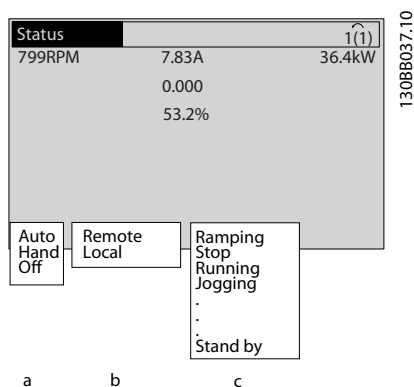 Status 1(1)
799RPM 7.83A 36.4kW
0.000
53.2%
Auto
Hand
Off
Remote
Local
Ramping
Stop
Running
Jogging
.
.
.
Stand by
a b c
130BB037.10